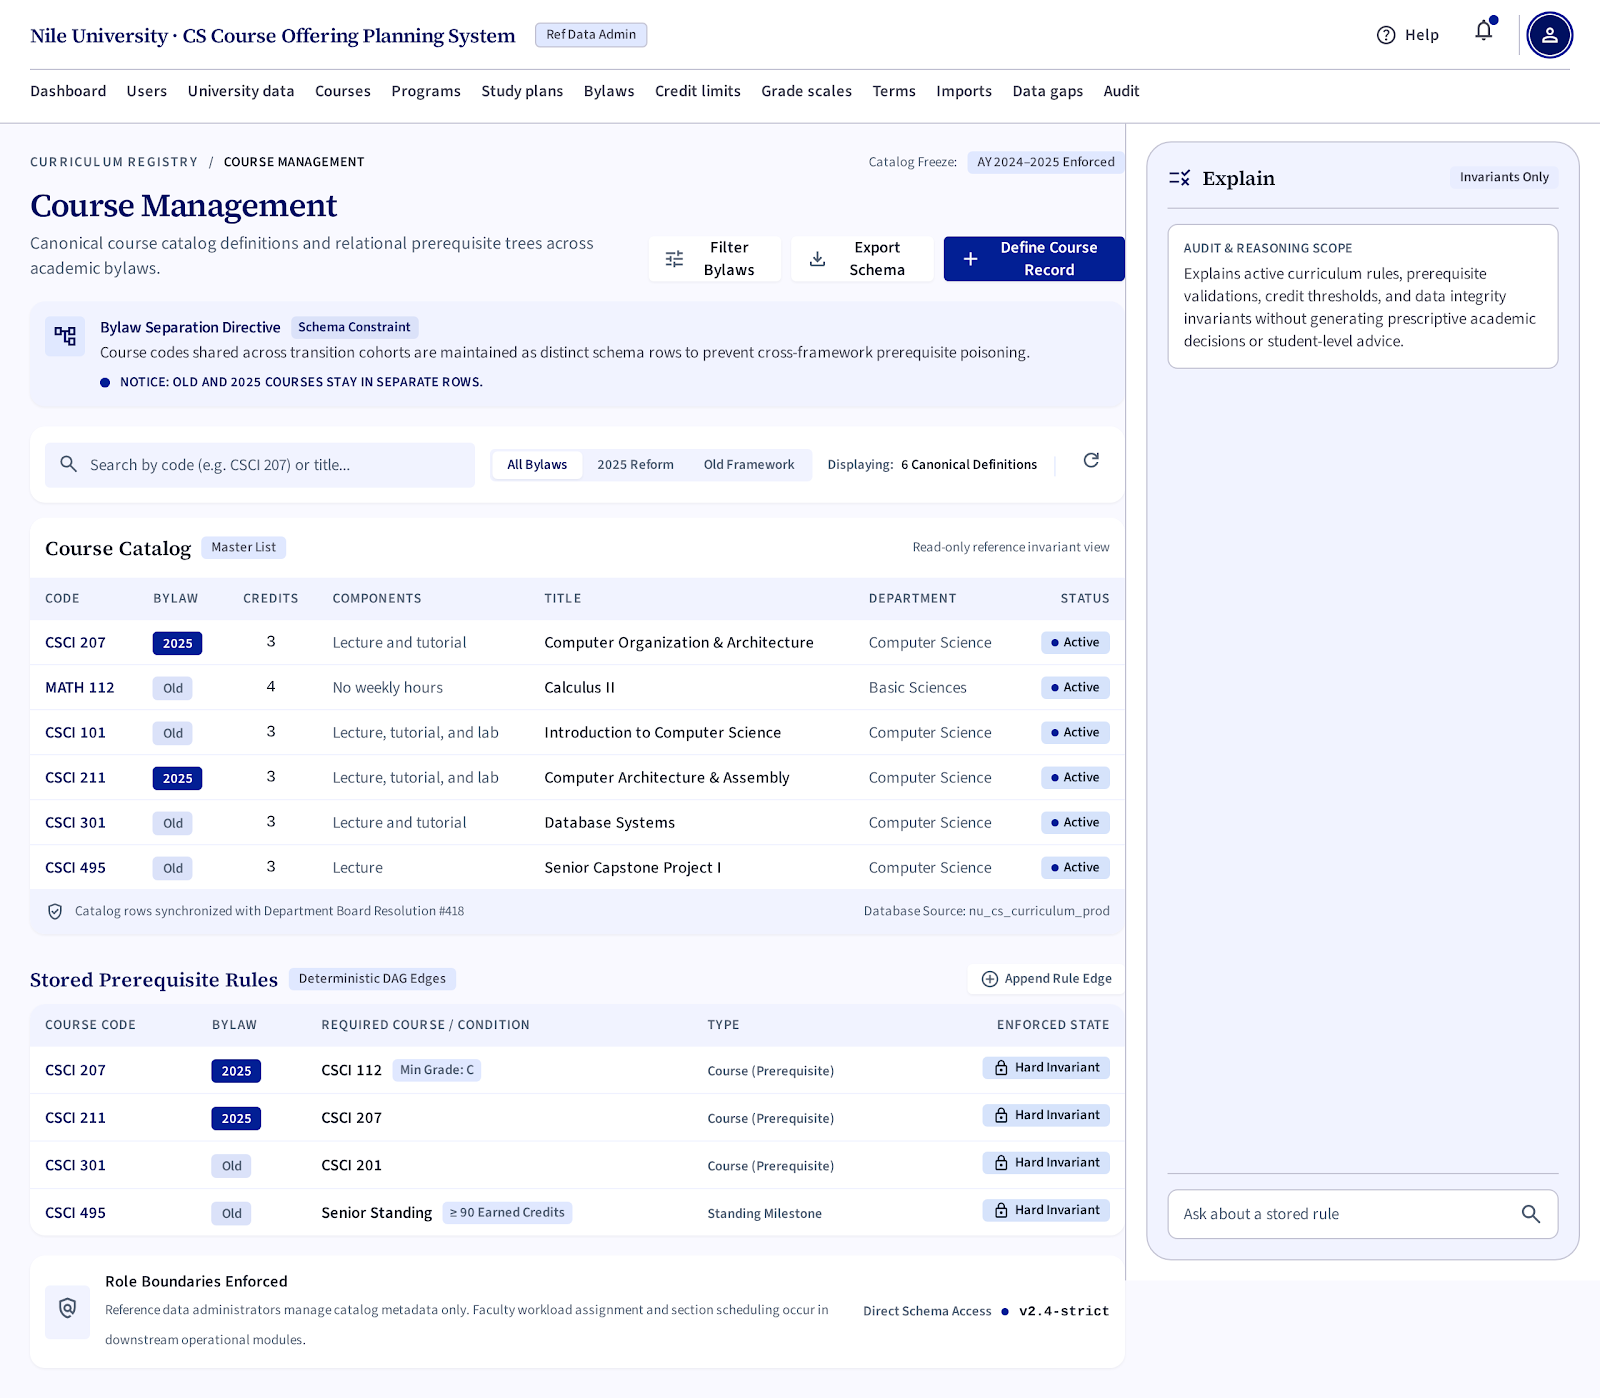 Nile University · CS Course Offering Planning System
Ref Data Admin
Help
Dashboard Users University data Courses Programs Study plans Bylaws Credit limits Grade scales Terms Imports Data gaps Audit
CURRICULUM REGISTRY / COURSE MANAGEMENT
Catalog Freeze: AY 2024–2025 Enforced
Course Management
Canonical course catalog definitions and relational prerequisite trees across
academic bylaws.
Filter
Bylaws
Export
Schema
Define Course
Record
Bylaw Separation Directive Schema Constraint
Course codes shared across transition cohorts are maintained as distinct schema rows to prevent cross-framework prerequisite poisoning.
NOTICE: OLD AND 2025 COURSES STAY IN SEPARATE ROWS.
Search by code (e.g. CSCI 207) or title...
All Bylaws 2025 Reform Old Framework
Displaying: 6 Canonical Definitions
Course Catalog Master List
Read-only reference invariant view
CODE BYLAW CREDITS COMPONENTS TITLE DEPARTMENT STATUS
CSCI 207 2025 3 Lecture and tutorial Computer Organization & Architecture Computer Science Active
MATH 112 Old 4 No weekly hours Calculus II Basic Sciences Active
CSCI 101 Old 3 Lecture, tutorial, and lab Introduction to Computer Science Computer Science Active
CSCI 211 2025 3 Lecture, tutorial, and lab Computer Architecture & Assembly Computer Science Active
CSCI 301 Old 3 Lecture and tutorial Database Systems Computer Science Active
CSCI 495 Old 3 Lecture Senior Capstone Project I Computer Science Active
Catalog rows synchronized with Department Board Resolution #418
Database Source: nu_cs_curriculum_prod
Stored Prerequisite Rules Deterministic DAG Edges
Append Rule Edge
COURSE CODE BYLAW REQUIRED COURSE / CONDITION TYPE ENFORCED STATE
CSCI 207 2025 CSCI 112 Min Grade: C Course (Prerequisite) Hard Invariant
CSCI 211 2025 CSCI 207 Course (Prerequisite) Hard Invariant
CSCI 301 Old CSCI 201 Course (Prerequisite) Hard Invariant
CSCI 495 Old Senior Standing ≥ 90 Earned Credits Standing Milestone Hard Invariant
Role Boundaries Enforced
Reference data administrators manage catalog metadata only. Faculty workload assignment and section scheduling occur in
downstream operational modules.
Direct Schema Access v2.4-strict
Explain
Invariants Only
AUDIT & REASONING SCOPE
Explains active curriculum rules, prerequisite
validations, credit thresholds, and data integrity
invariants without generating prescriptive academic
decisions or student-level advice.
Ask about a stored rule